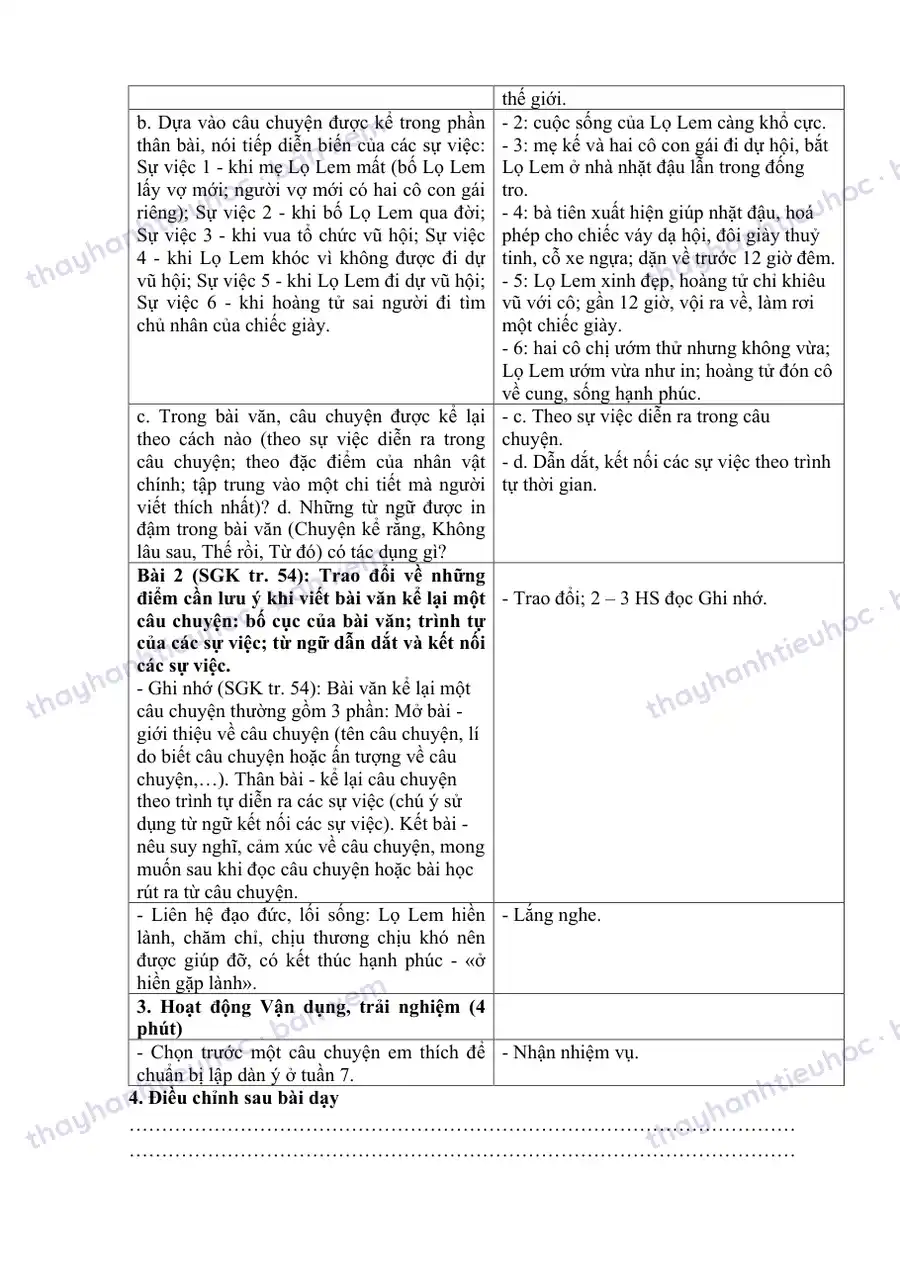 thế giới.
b. Dựa vào câu chuyện được kể trong phần
thân bài, nói tiếp diễn biến của các sự việc:
Sự việc 1 - khi mẹ Lọ Lem mất (bố Lọ Lem
lấy vợ mới; người vợ mới có hai cô con gái
riêng); Sự việc 2 - khi bố Lọ Lem qua đời;
Sự việc 3 - khi vua tổ chức vũ hội; Sự việc
4 - khi Lọ Lem khóc vì không được đi dự
vũ hội; Sự việc 5 - khi Lọ Lem đi dự vũ hội;
Sự việc 6 - khi hoàng tử sai người đi tìm
chủ nhân của chiếc giày.
- 2: cuộc sống của Lọ Lem càng khổ cực.
- 3: mẹ kế và hai cô con gái đi dự hội, bắt
Lọ Lem ở nhà nhặt đậu lẫn trong đống
tro.
- 4: bà tiên xuất hiện giúp nhặt đậu, hoá
phép cho chiếc váy dạ hội, đôi giày thuỷ
tinh, cỗ xe ngựa; dặn về trước 12 giờ đêm.
- 5: Lọ Lem xinh đẹp, hoàng tử chỉ khiêu
vũ với cô; gần 12 giờ, vội ra về, làm rơi
một chiếc giày.
- 6: hai cô chị ướm thử nhưng không vừa;
Lọ Lem ướm vừa như in; hoàng tử đón cô
về cung, sống hạnh phúc.
c. Trong bài văn, câu chuyện được kể lại
theo cách nào (theo sự việc diễn ra trong
câu chuyện; theo đặc điểm của nhân vật
chính; tập trung vào một chi tiết mà người
viết thích nhất)? d. Những từ ngữ được in
đậm trong bài văn (Chuyện kể rằng, Không
lâu sau, Thế rồi, Từ đó) có tác dụng gì?
- c. Theo sự việc diễn ra trong câu
chuyện.
- d. Dẫn dắt, kết nối các sự việc theo trình
tự thời gian.
Bài 2 (SGK tr. 54): Trao đổi về những
điểm cần lưu ý khi viết bài văn kể lại một
câu chuyện: bố cục của bài văn; trình tự
của các sự việc; từ ngữ dẫn dắt và kết nối
các sự việc.
- Ghi nhớ (SGK tr. 54): Bài văn kể lại một
câu chuyện thường gồm 3 phần: Mở bài -
giới thiệu về câu chuyện (tên câu chuyện, lí
do biết câu chuyện hoặc ấn tượng về câu
chuyện,…). Thân bài - kể lại câu chuyện
theo trình tự diễn ra các sự việc (chú ý sử
dụng từ ngữ kết nối các sự việc). Kết bài -
nêu suy nghĩ, cảm xúc về câu chuyện, mong
muốn sau khi đọc câu chuyện hoặc bài học
rút ra từ câu chuyện.
- Trao đổi; 2 – 3 HS đọc Ghi nhớ.
- Liên hệ đạo đức, lối sống: Lọ Lem hiền
lành, chăm chỉ, chịu thương chịu khó nên
được giúp đỡ, có kết thúc hạnh phúc - «ở
hiền gặp lành».
- Lắng nghe.
3. Hoạt động Vận dụng, trải nghiệm (4
phút)
- Chọn trước một câu chuyện em thích để
chuẩn bị lập dàn ý ở tuần 7.
- Nhận nhiệm vụ.
4. Điều chỉnh sau bài dạy
……………………………………………………………………………………………
……………………………………………………………………………………………
thayhanhtieuhoc · bản xem
thayhanhtieuhoc · b
thayhanhtieuhoc · bản xem
thayhanhtieuhoc · b
thayhanhtieuhoc · bản xem
thayhanhtieuhoc · b